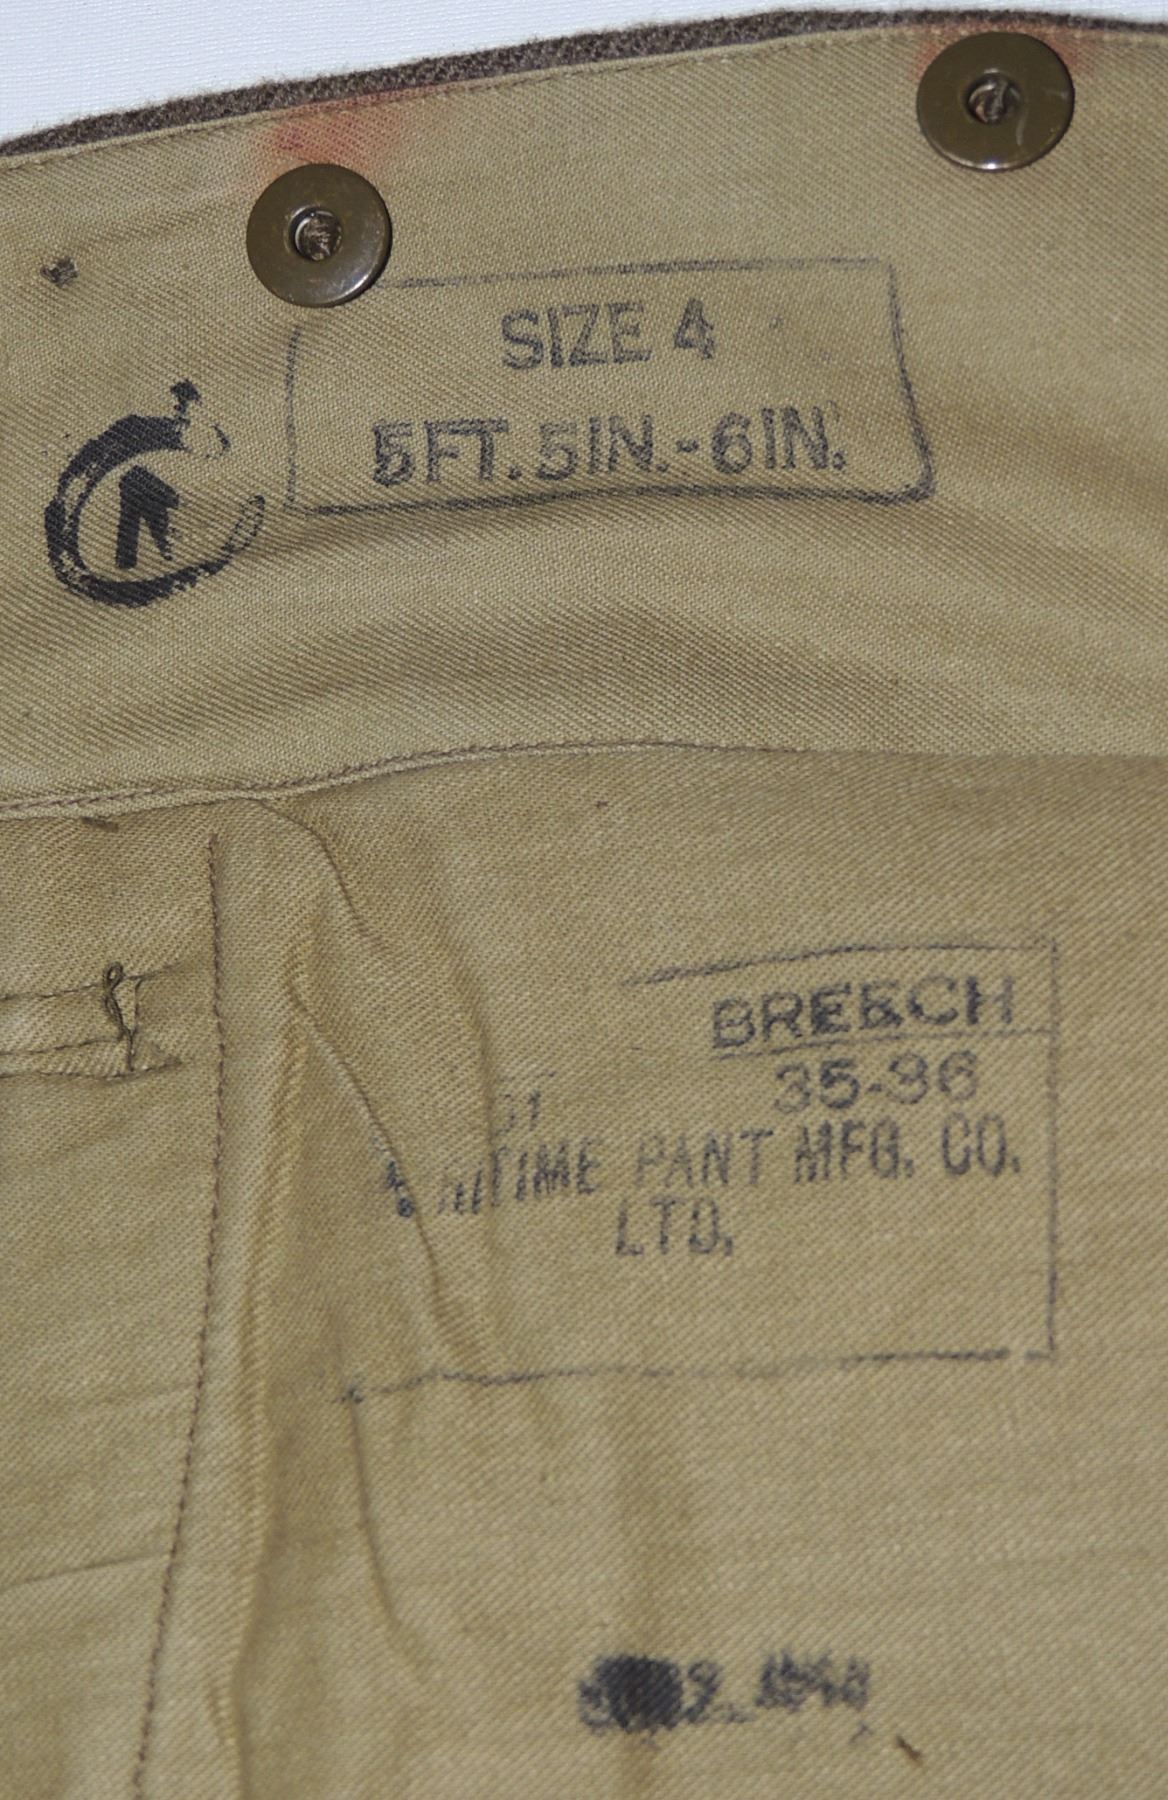 SIZE 4
5FT. 5IN.-6IN.
BREECH
35-36
PANT MFG. CO.
LTD.